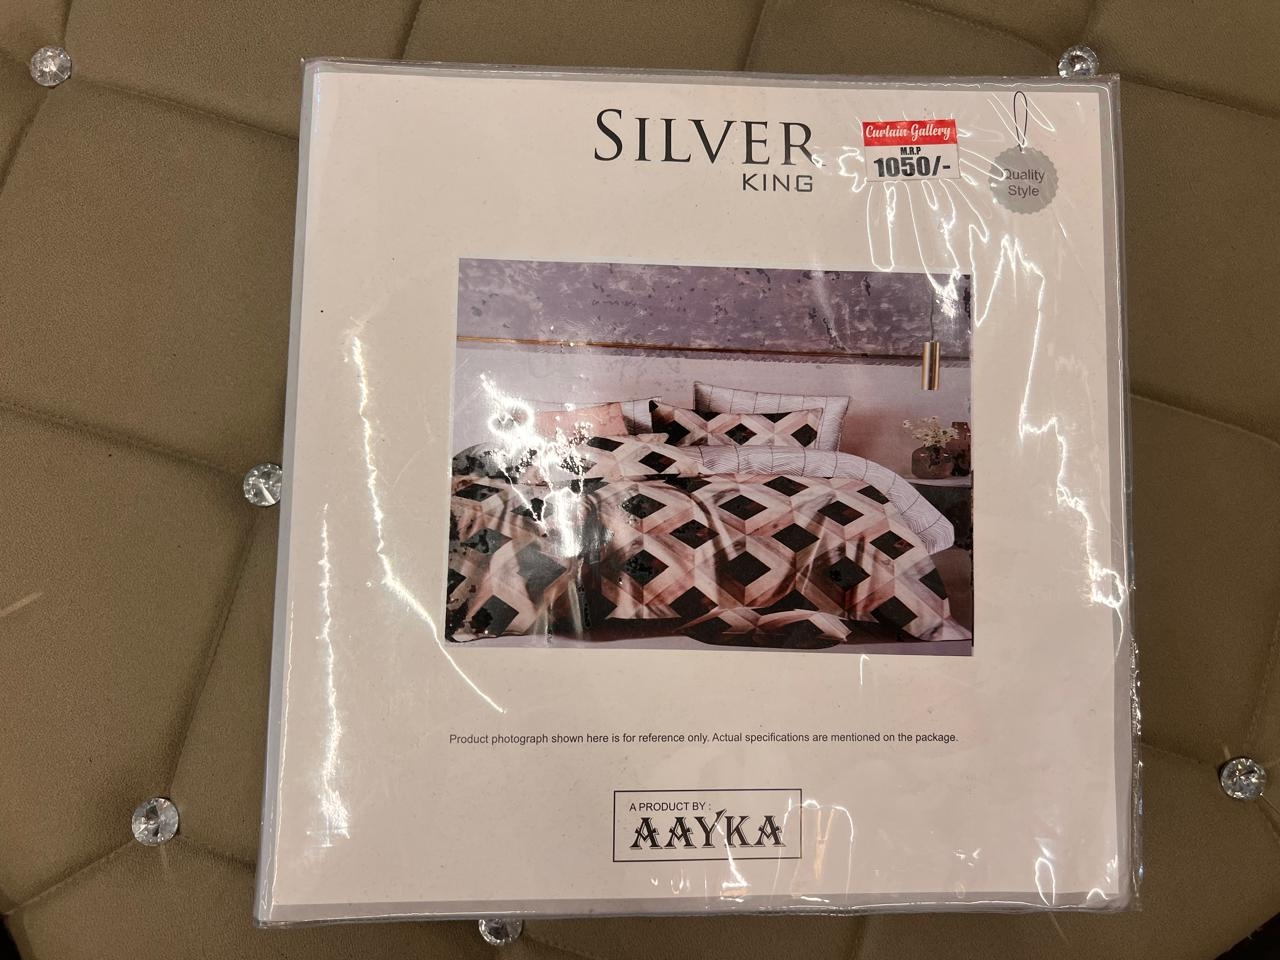 SILVER
KING
Curtain Gallery
M.R.P
1050/-
Quality
Style
Product photograph shown here is for reference only. Actual specifications are mentioned on the package.
A PRODUCT BY :
AAYKA